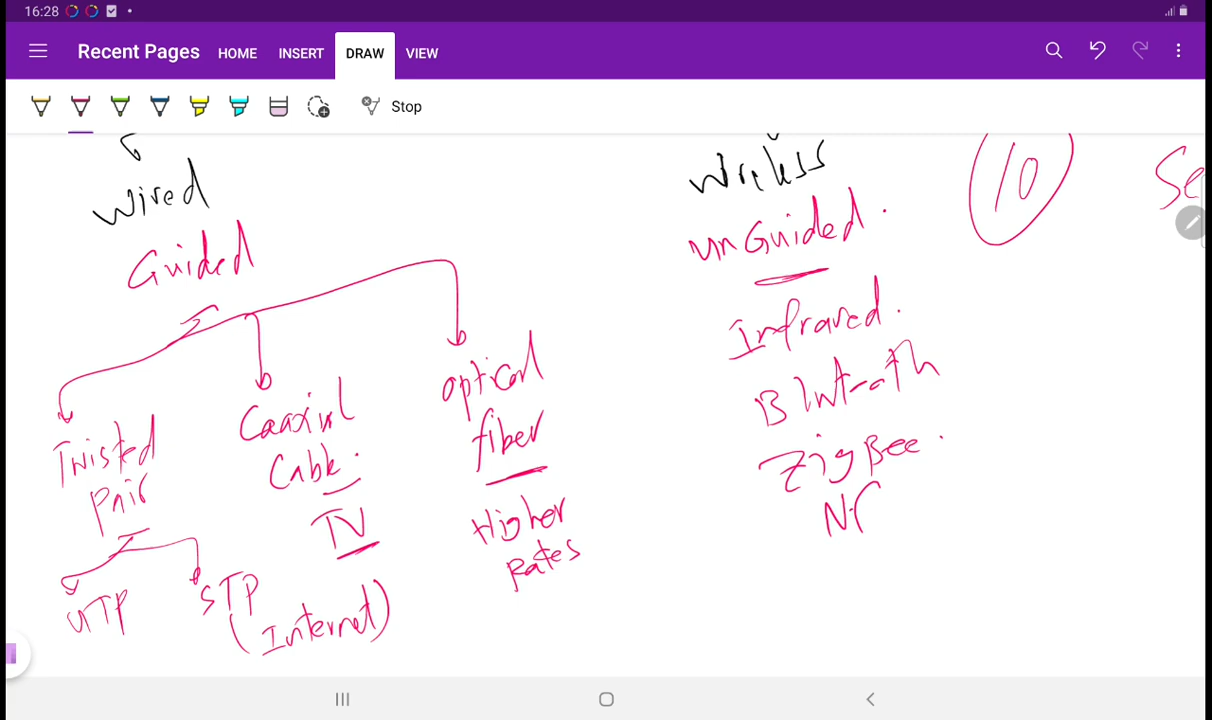 16:28
Recent Pages HOME INSERT DRAW VIEW
Stop
Wired
Guided
Twisted
Pair
UTP
STP
(Internet)
Coaxial
Cable.
TV
optical
fiber
Higher
Rates
Wireless
unGuided.
Infrared.
Bluetooth
ZigBee.
10
Se